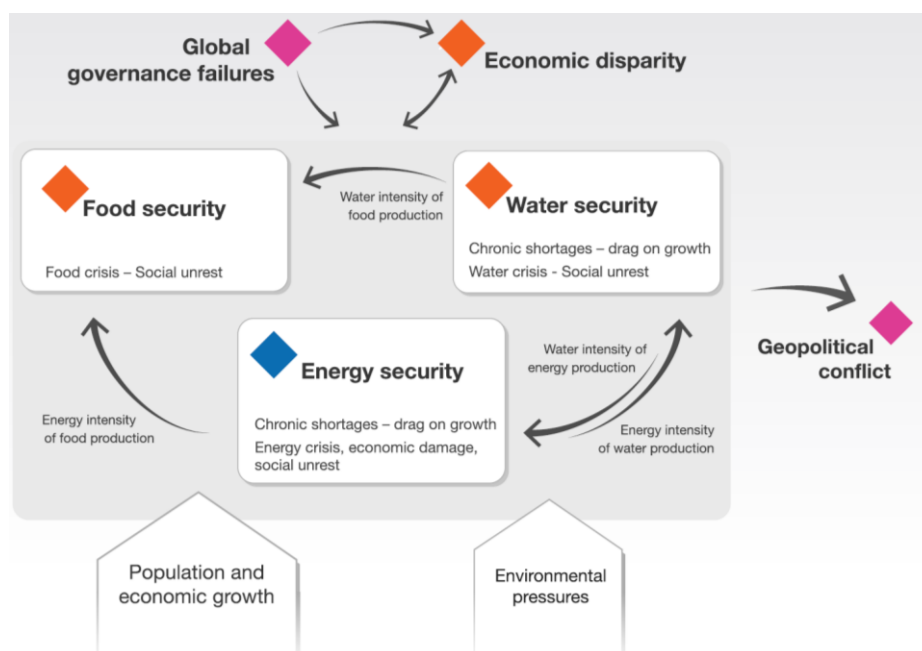 Global
governance failures
Economic disparity
Food security
Food crisis – Social unrest
Water intensity of
food production
Water security
Chronic shortages – drag on growth
Water crisis - Social unrest
Energy security
Chronic shortages – drag on growth
Energy crisis, economic damage,
social unrest
Water intensity of
energy production
Geopolitical
conflict
Energy intensity
of food production
Energy intensity
of water production
Population and
economic growth
Environmental
pressures